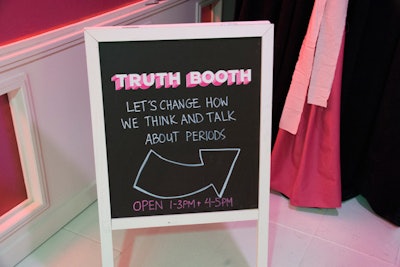 TRUTH BOOTH
LET'S CHANGE HOW
WE THINK AND TALK
ABOUT PERIODS
OPEN 1-3PM + 4-5PM